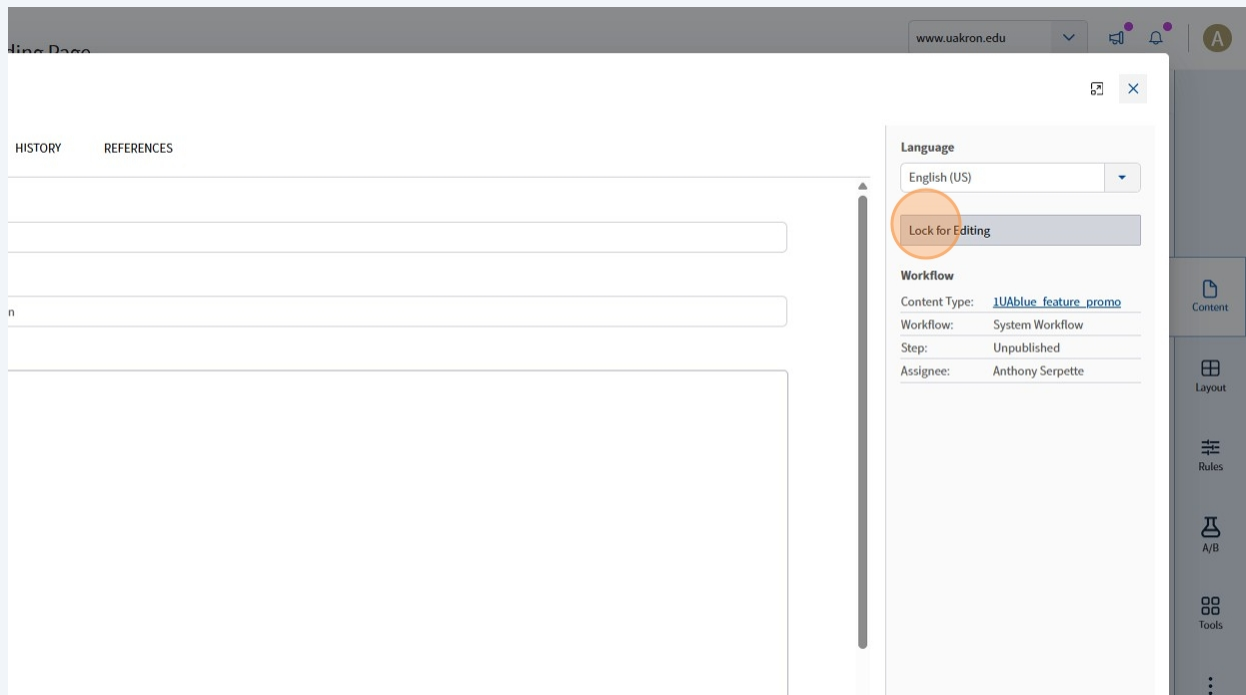 ding Page
www.uakron.edu
A
HISTORY
REFERENCES
Language
English (US)
Lock for Editing
n
Workflow
Content Type: 1UAblue_feature_promo
Workflow: System Workflow
Step: Unpublished
Assignee: Anthony Serpette
Content
Layout
Rules
A/B
Tools